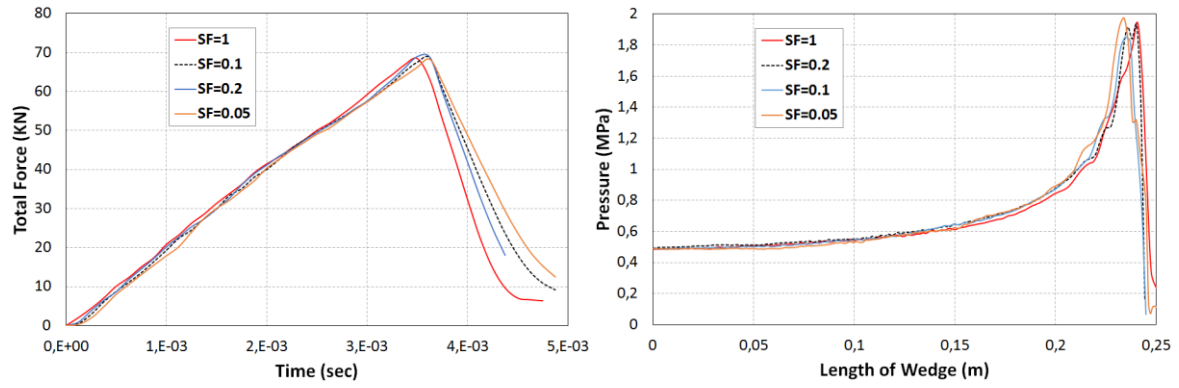 80
70
60
50
40
30
20
10
0
Total Force (KN)
SF=1
SF=0.1
SF=0.2
SF=0.05
0,E+00 1,E-03 2,E-03 3,E-03 4,E-03 5,E-03
Time (sec)
2
1,8
1,6
1,4
1,2
1
0,8
0,6
0,4
0,2
0
Pressure (MPa)
SF=1
SF=0.2
SF=0.1
SF=0.05
0 0,05 0,1 0,15 0,2 0,25
Length of Wedge (m)